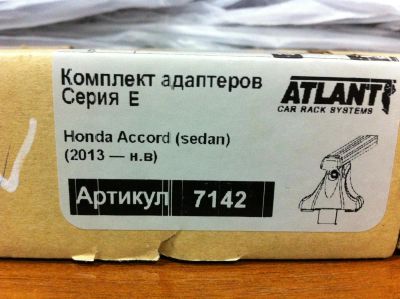 Комплект адаптеров
Серия Е
ATLANT
CAR RACK SYSTEMS
Honda Accord (sedan)
(2013 — н.в)
Артикул 7142